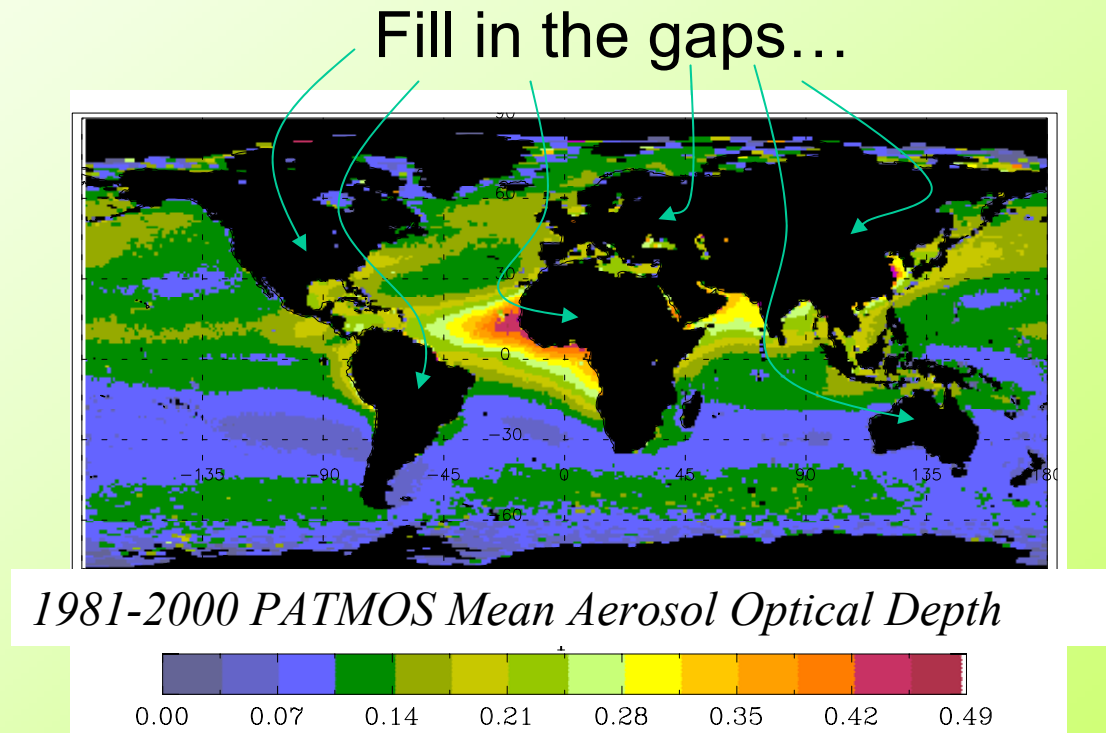 Fill in the gaps…
90
60
30
0
−30
−135 −90 −45 0 45 90 135 180
−60
1981-2000 PATMOS Mean Aerosol Optical Depth
0.00 0.07 0.14 0.21 0.28 0.35 0.42 0.49